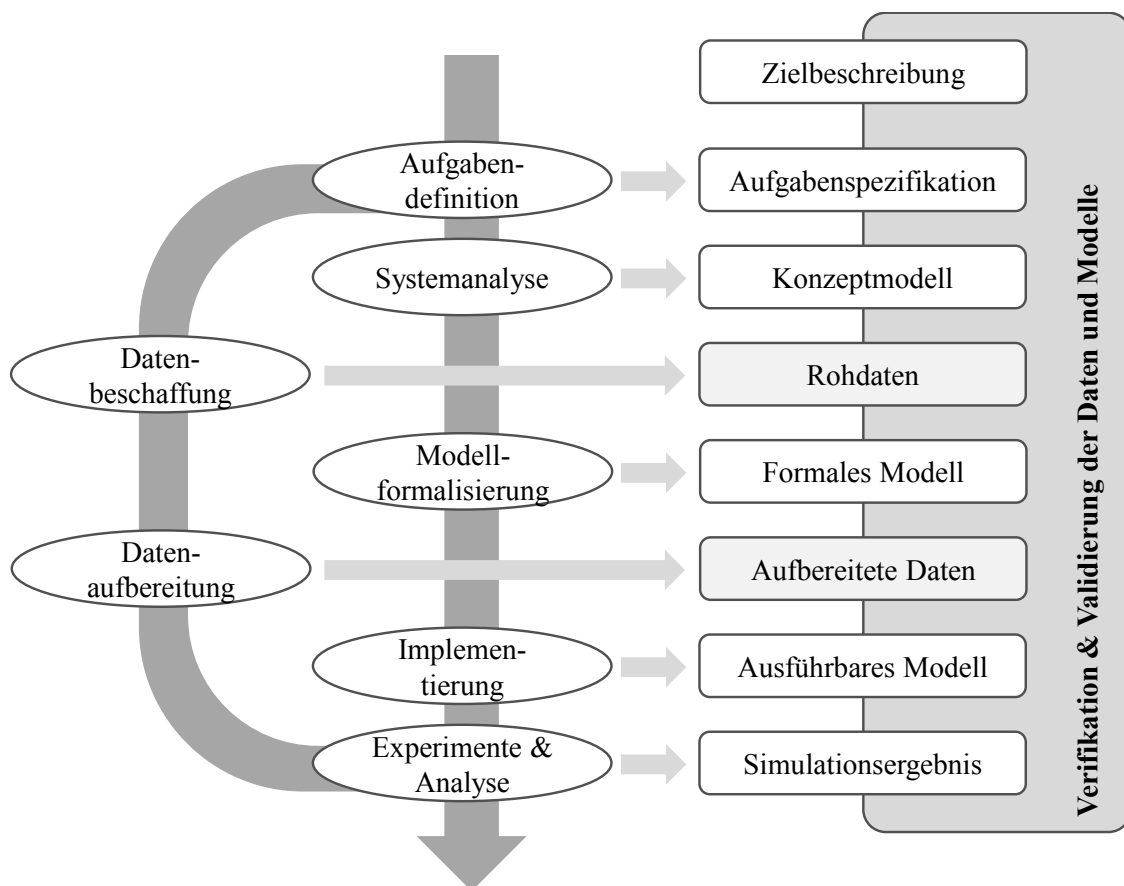 Zielbeschreibung
Aufgaben-
definition
Aufgabenspezifikation
Systemanalyse
Konzeptmodell
Daten-
beschaffung
Rohdaten
Modell-
formalisierung
Formales Modell
Daten-
aufbereitung
Aufbereitete Daten
Implemen-
tierung
Ausführbares Modell
Experimente &
Analyse
Simulationsergebnis
Verifikation & Validierung der Daten und Modelle